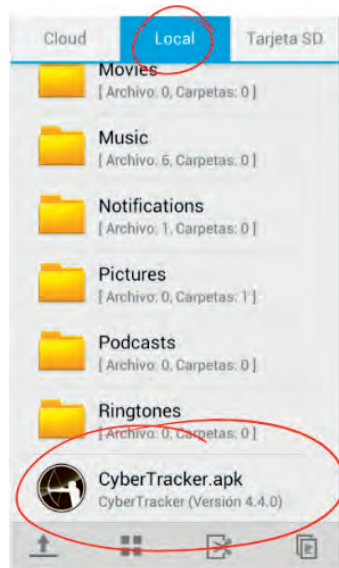 Cloud Local Tarjeta SD
Movies
[ Archivo: 0, Carpetas: 0 ]
Music
[ Archivo: 6, Carpetas: 0 ]
Notifications
[ Archivo: 1, Carpetas: 0 ]
Pictures
[ Archivo: 0, Carpetas: 1 ]
Podcasts
[ Archivo: 0, Carpetas: 0 ]
Ringtones
[ Archivo: 0, Carpetas: 0 ]
CyberTracker.apk
CyberTracker (Versión 4.4.0)